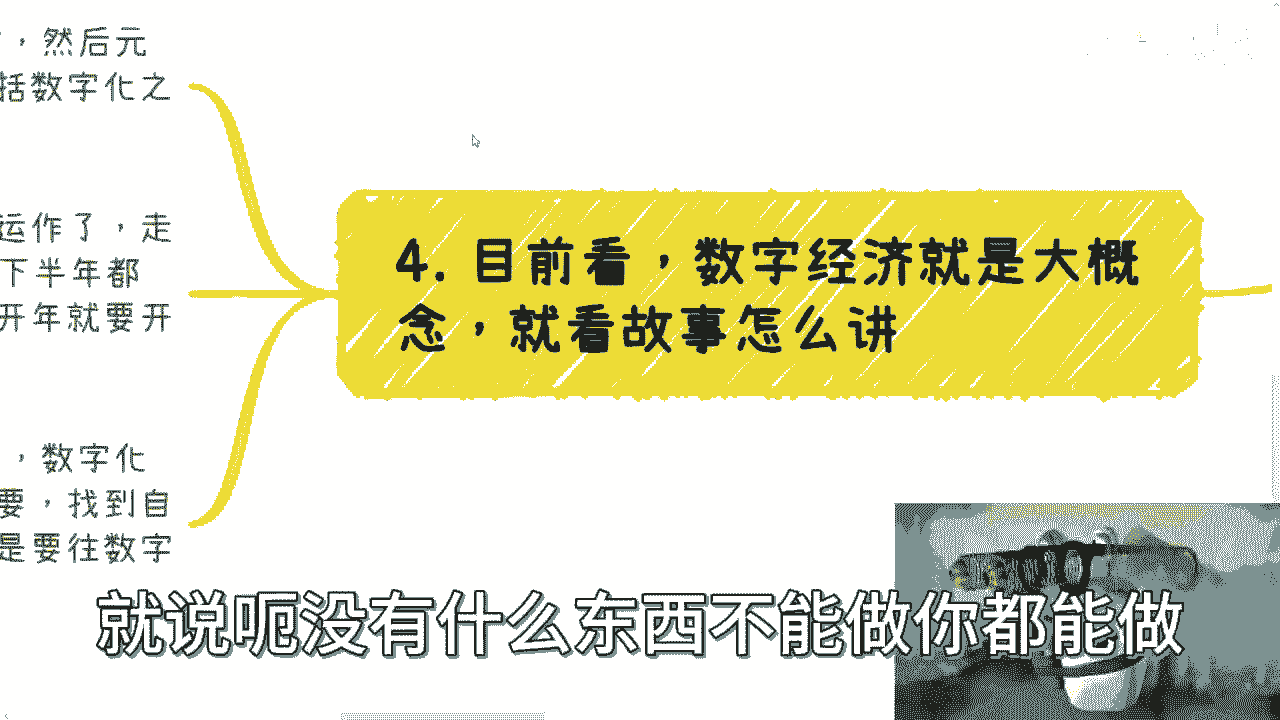 ，然后元
括数字化之
运作了，走
下半年都
开年就要开
，数字化
要，找到自
是要往数字
4. 目前看，数字经济就是大概
念，就看故事怎么讲
就说呃没有什么东西不能做你都能做